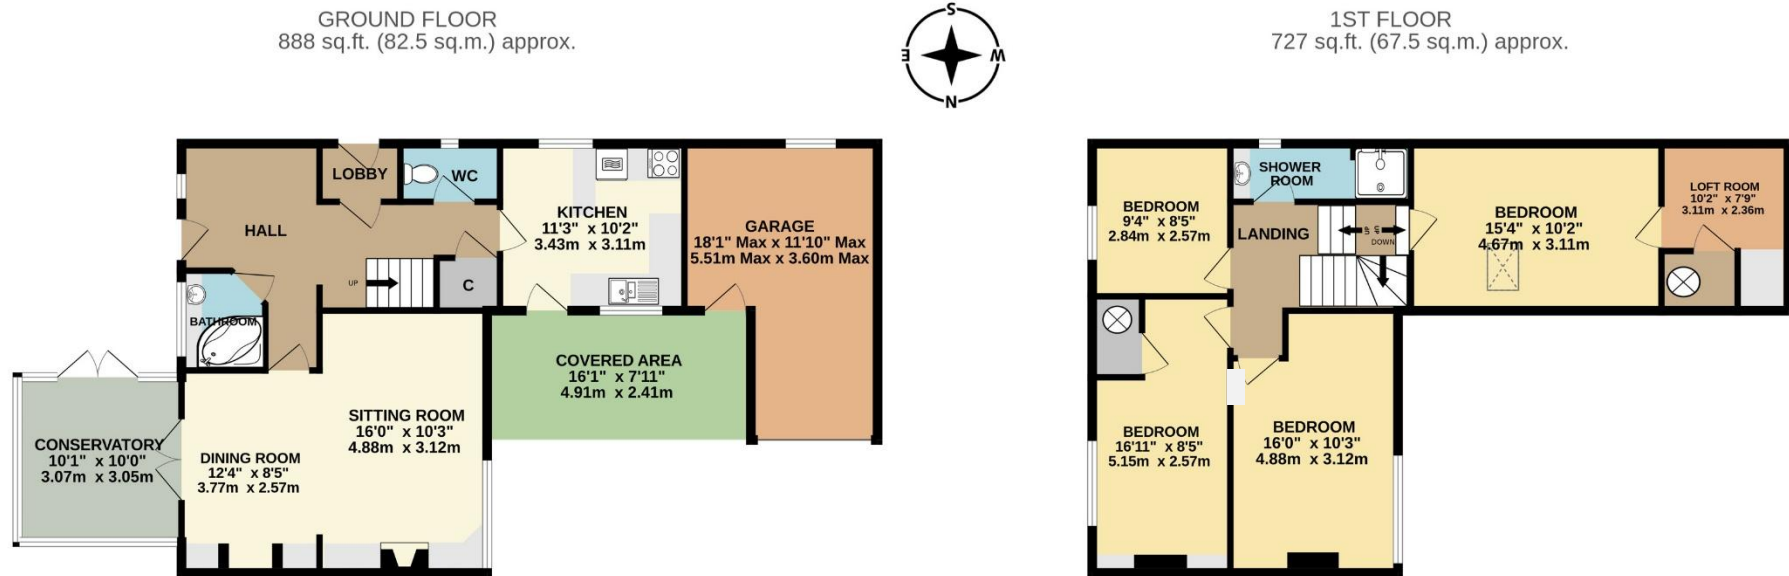 GROUND FLOOR
888 sq.ft. (82.5 sq.m.) approx.
S
E
W
N
1ST FLOOR
727 sq.ft. (67.5 sq.m.) approx.
LOBBY
WC
HALL
KITCHEN
11'3" x 10'2"
3.43m x 3.11m
GARAGE
18'1" Max x 11'10" Max
5.51m Max x 3.60m Max
UP
C
BATHROOM
COVERED AREA
16'1" x 7'11"
4.91m x 2.41m
SITTING ROOM
16'0" x 10'3"
4.88m x 3.12m
CONSERVATORY
10'1" x 10'0"
3.07m x 3.05m
DINING ROOM
12'4" x 8'5"
3.77m x 2.57m
SHOWER
ROOM
BEDROOM
9'4" x 8'5"
2.84m x 2.57m
LANDING
UP
UP
DOWN
BEDROOM
15'4" x 10'2"
4.67m x 3.11m
LOFT ROOM
10'2" x 7'9"
3.11m x 2.36m
BEDROOM
16'11" x 8'5"
5.15m x 2.57m
BEDROOM
16'0" x 10'3"
4.88m x 3.12m